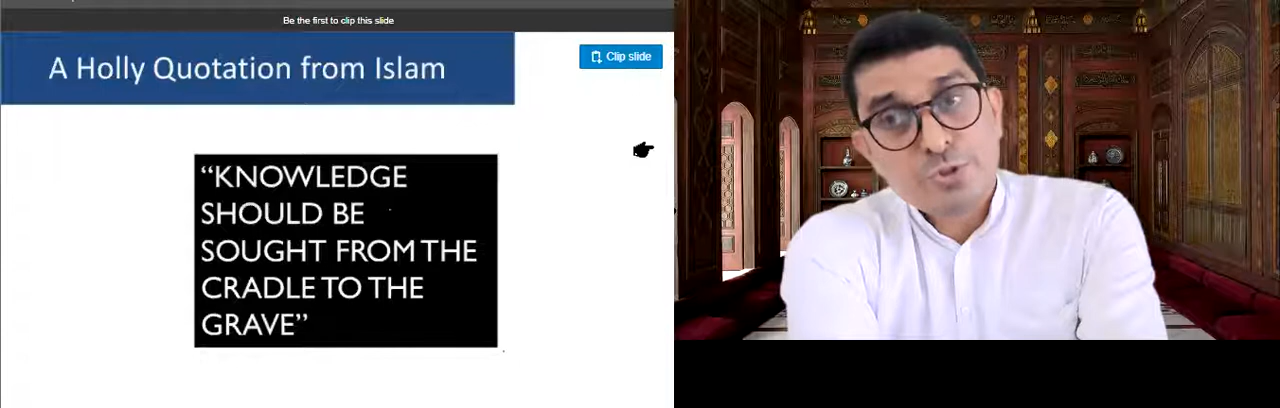 Be the first to clip this slide
A Holly Quotation from Islam
Clip slide
“KNOWLEDGE
SHOULD BE
SOUGHT FROM THE
CRADLE TO THE
GRAVE”